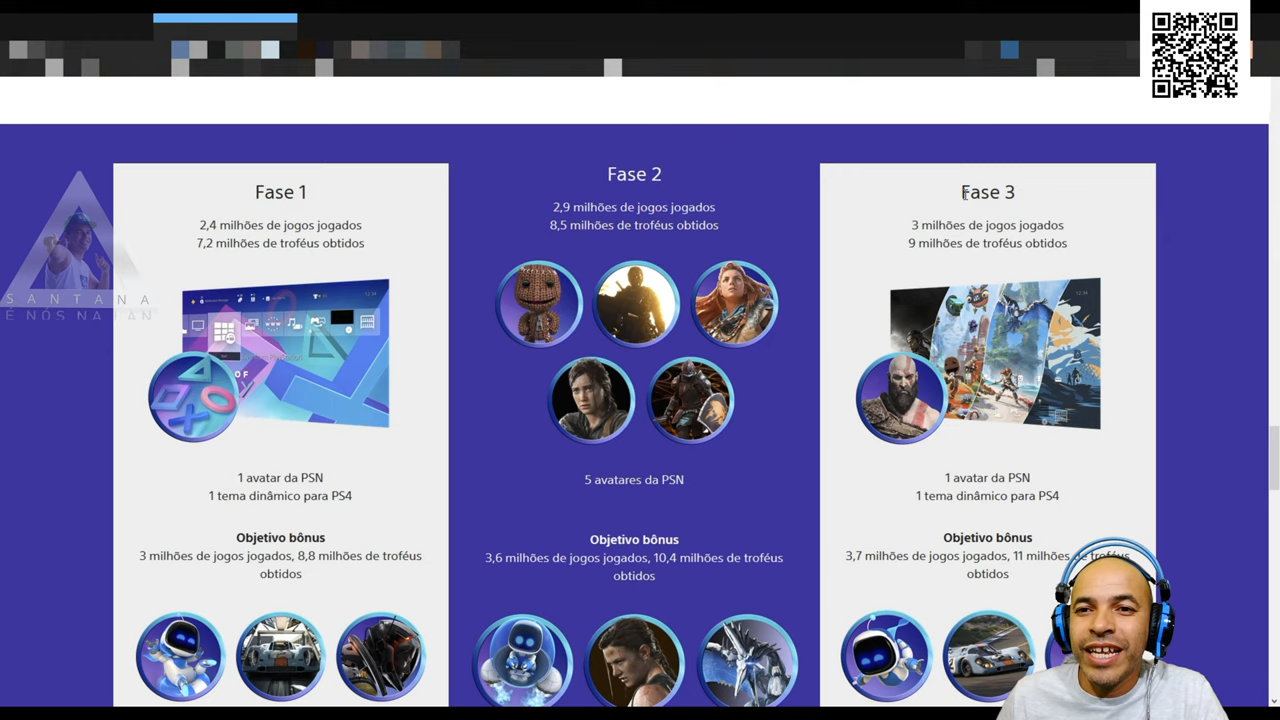 Fase 1
2,4 milhões de jogos jogados
7,2 milhões de troféus obtidos
1 avatar da PSN
1 tema dinâmico para PS4
Objetivo bônus
3 milhões de jogos jogados, 8,8 milhões de troféus
obtidos
Fase 2
2,9 milhões de jogos jogados
8,5 milhões de troféus obtidos
5 avatares da PSN
Objetivo bônus
3,6 milhões de jogos jogados, 10,4 milhões de troféus
obtidos
Fase 3
3 milhões de jogos jogados
9 milhões de troféus obtidos
1 avatar da PSN
1 tema dinâmico para PS4
Objetivo bônus
3,7 milhões de jogos jogados, 11 milhões de troféus
obtidos
SANTANA
É NÓS NA FAN